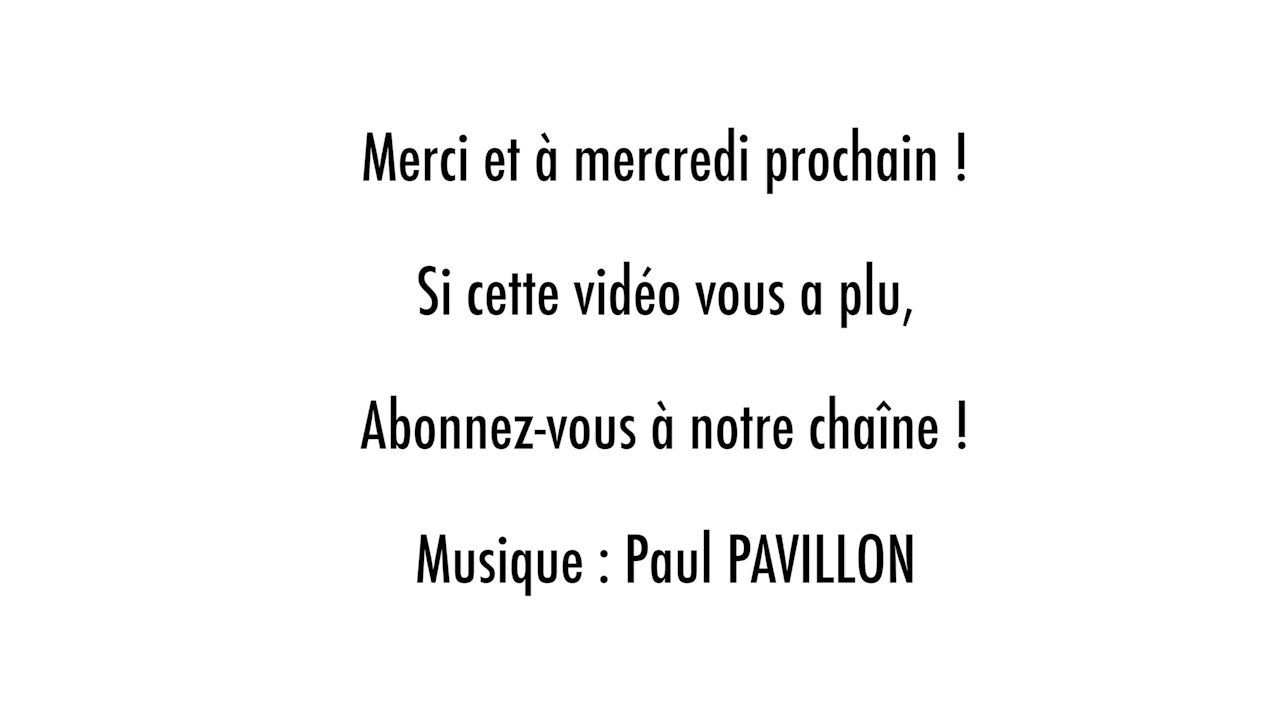 Merci et à mercredi prochain !
Si cette vidéo vous a plu,
Abonnez-vous à notre chaîne !
Musique : Paul PAVILLON